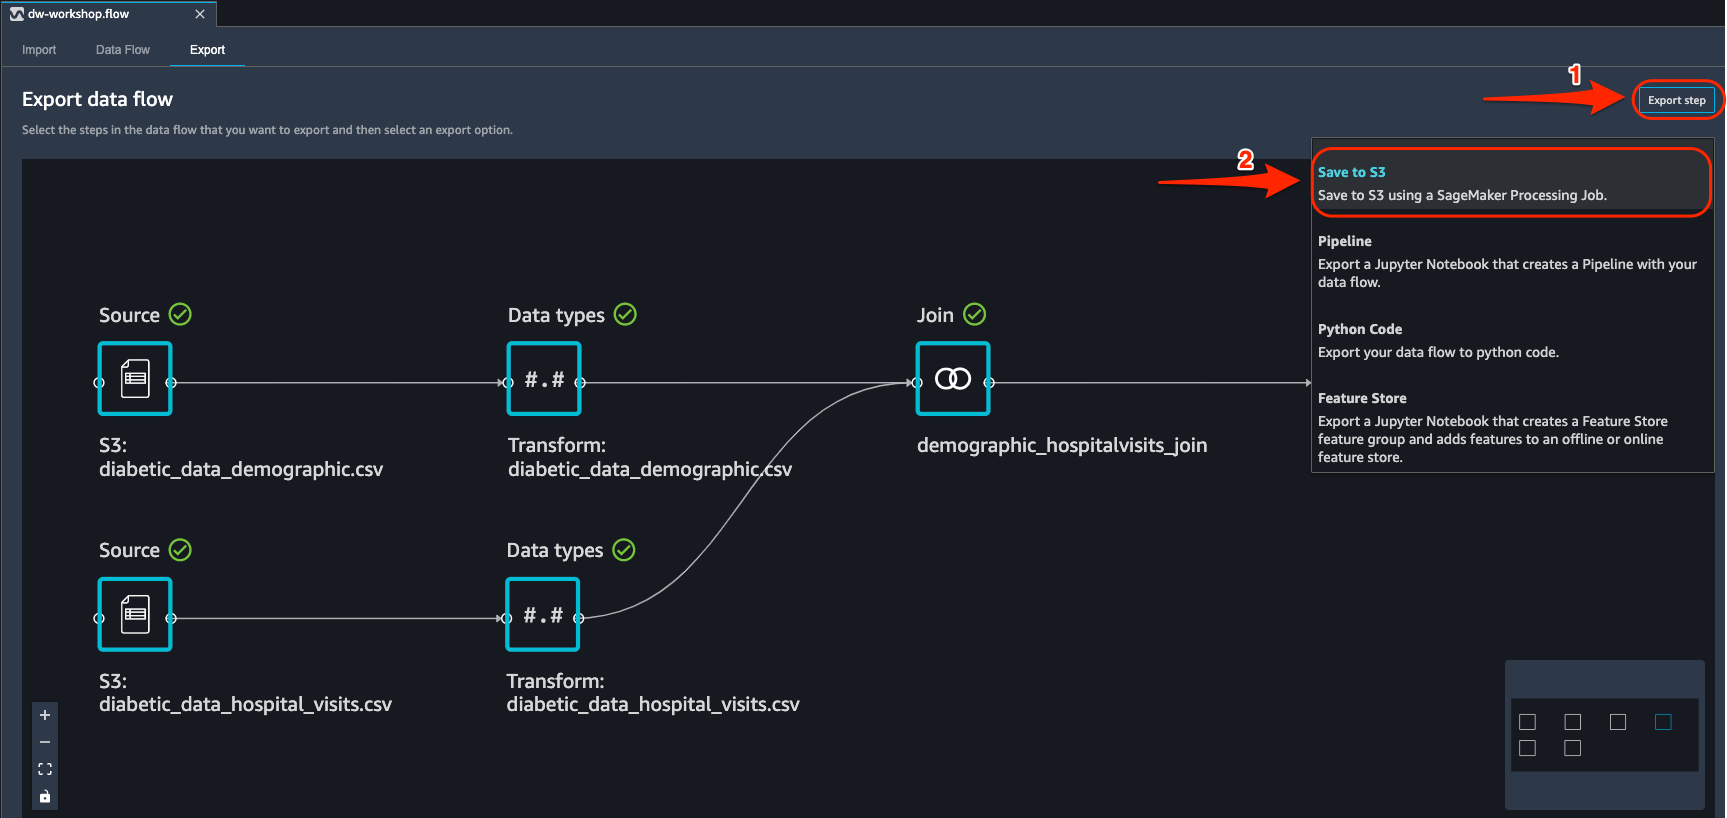 dw-workshop.flow
Import
Data Flow
Export
Export data flow
Select the steps in the data flow that you want to export and then select an export option.
1
Export step
2
Save to S3
Save to S3 using a SageMaker Processing Job.
Pipeline
Export a Jupyter Notebook that creates a Pipeline with your
data flow.
Python Code
Export your data flow to python code.
Feature Store
Export a Jupyter Notebook that creates a Feature Store
feature group and adds features to an offline or online
feature store.
Source
S3:
diabetic_data_demographic.csv
Data types
#.#
Transform:
diabetic_data_demographic.csv
Join
demographic_hospitalvisits_join
Source
S3:
diabetic_data_hospital_visits.csv
Data types
#.#
Transform:
diabetic_data_hospital_visits.csv